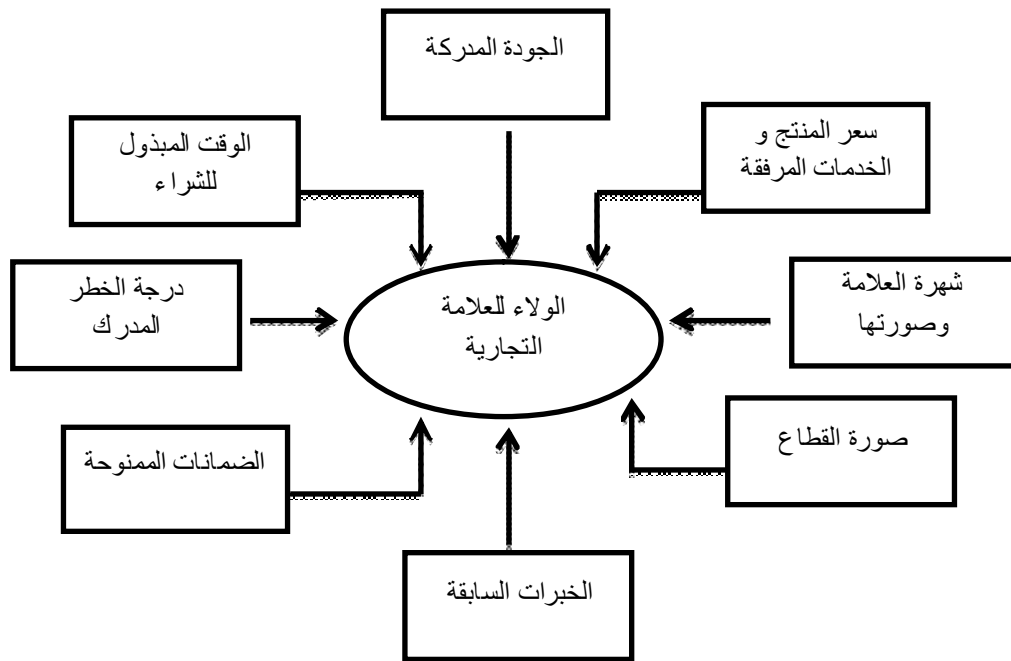 الجودة المدركة
سعر المنتج و
الخدمات المرفقة
الوقت المبذول
للشراء
شهرة العلامة
وصورتها
درجة الخطر
المدرك
الولاء للعلامة
التجارية
صورة القطاع
الضمانات الممنوحة
الخبرات السابقة